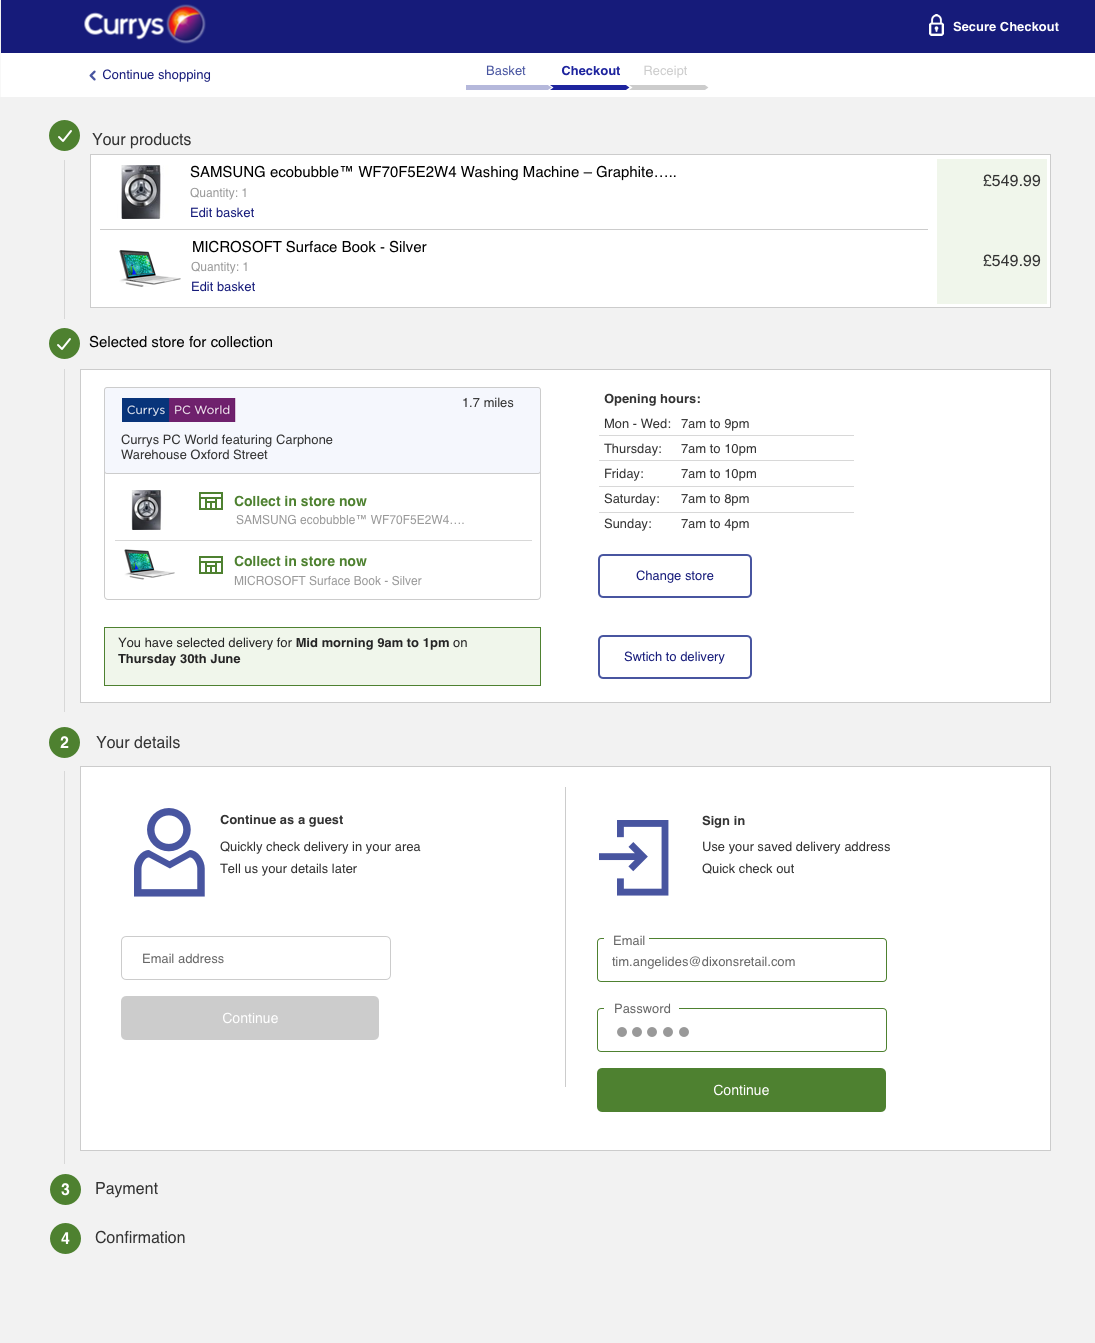 Currys
Secure Checkout
Continue shopping
Basket
Checkout
Receipt
Your products
SAMSUNG ecobubble™ WF70F5E2W4 Washing Machine – Graphite…..
£549.99
Quantity: 1
Edit basket
MICROSOFT Surface Book - Silver
£549.99
Quantity: 1
Edit basket
Selected store for collection
Currys PC World
1.7 miles
Currys PC World featuring Carphone
Warehouse Oxford Street
Collect in store now
SAMSUNG ecobubble™ WF70F5E2W4….
Collect in store now
MICROSOFT Surface Book - Silver
You have selected delivery for Mid morning 9am to 1pm on
Thursday 30th June
Opening hours:
Mon - Wed: 7am to 9pm
Thursday: 7am to 10pm
Friday: 7am to 10pm
Saturday: 7am to 8pm
Sunday: 7am to 4pm
Change store
Swtich to delivery
2 Your details
Continue as a guest
Quickly check delivery in your area
Tell us your details later
Email address
Continue
Sign in
Use your saved delivery address
Quick check out
Email
tim.angelides@dixonsretail.com
Password
Continue
3 Payment
4 Confirmation